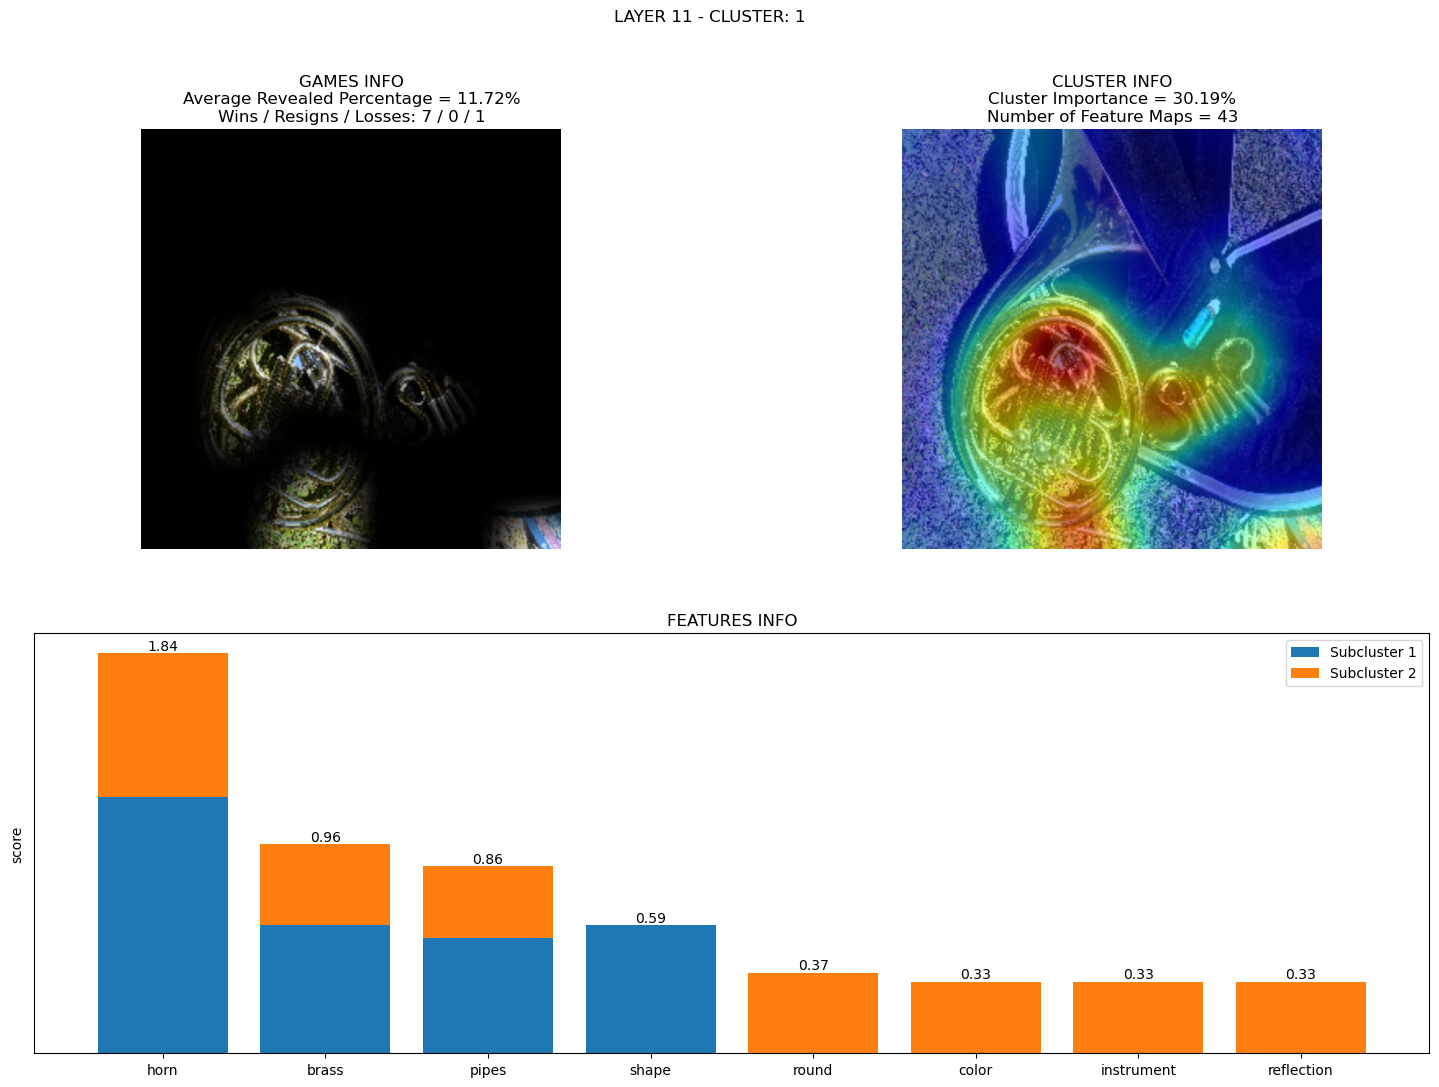 LAYER 11 - CLUSTER: 1
GAMES INFO
Average Revealed Percentage = 11.72%
Wins / Resigns / Losses: 7 / 0 / 1
CLUSTER INFO
Cluster Importance = 30.19%
Number of Feature Maps = 43
FEATURES INFO
Subcluster 1
Subcluster 2
score
1.84
0.96
0.86
0.59
0.37
0.33
0.33
0.33
horn
brass
pipes
shape
round
color
instrument
reflection